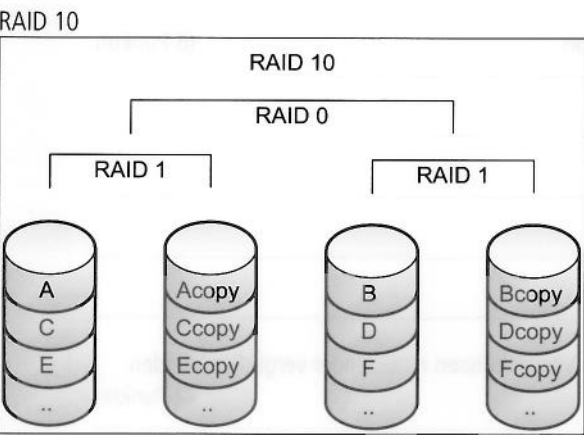 RAID 10
RAID 10
RAID 0
RAID 1 RAID 1
A Acopy B Bcopy
C Ccopy D Dcopy
E Ecopy F Fcopy
.. .. .. ..